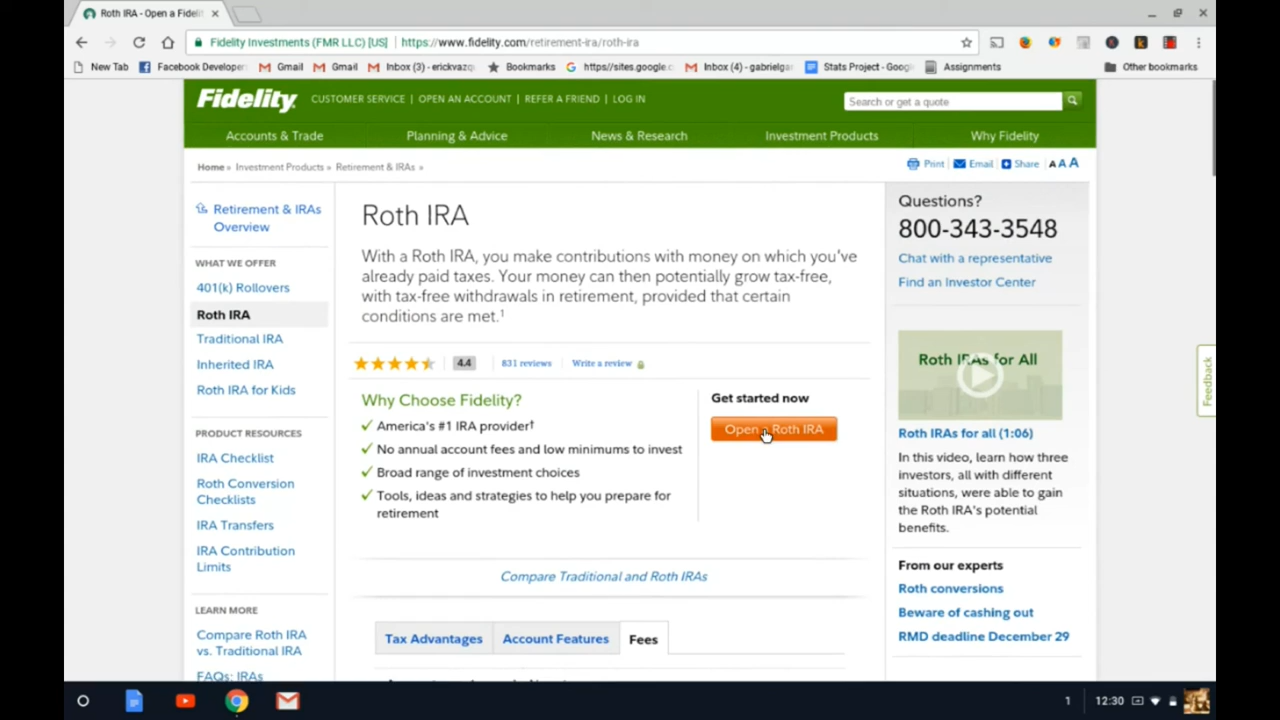 Roth IRA - Open a Fideli
Fidelity Investments (FMR LLC) [US] https://www.fidelity.com/retirement-ira/roth-ira
New Tab Facebook Developer Gmail Gmail Inbox (3) - erickvazq Bookmarks https//sites.google.c Inbox (4) - gabrielgar Stats Project - Goog Assignments Other bookmarks
Fidelity CUSTOMER SERVICE | OPEN AN ACCOUNT | REFER A FRIEND | LOG IN Search or get a quote
Accounts & Trade Planning & Advice News & Research Investment Products Why Fidelity
Home » Investment Products » Retirement & IRAs » Print Email Share A A A
Retirement & IRAs
Overview
WHAT WE OFFER
401(k) Rollovers
Roth IRA
Traditional IRA
Inherited IRA
Roth IRA for Kids
PRODUCT RESOURCES
IRA Checklist
Roth Conversion
Checklists
IRA Transfers
IRA Contribution
Limits
LEARN MORE
Compare Roth IRA
vs. Traditional IRA
FAQs: IRAs
Roth IRA
With a Roth IRA, you make contributions with money on which you've
already paid taxes. Your money can then potentially grow tax-free,
with tax-free withdrawals in retirement, provided that certain
conditions are met.¹
4.4 831 reviews Write a review
Why Choose Fidelity?
America's #1 IRA provider†
No annual account fees and low minimums to invest
Broad range of investment choices
Tools, ideas and strategies to help you prepare for
retirement
Get started now
Open a Roth IRA
Compare Traditional and Roth IRAs
Tax Advantages Account Features Fees
Questions?
800-343-3548
Chat with a representative
Find an Investor Center
Roth IRAs for All
Roth IRAs for all (1:06)
In this video, learn how three
investors, all with different
situations, were able to gain
the Roth IRA's potential
benefits.
From our experts
Roth conversions
Beware of cashing out
RMD deadline December 29
Feedback
1 12:30